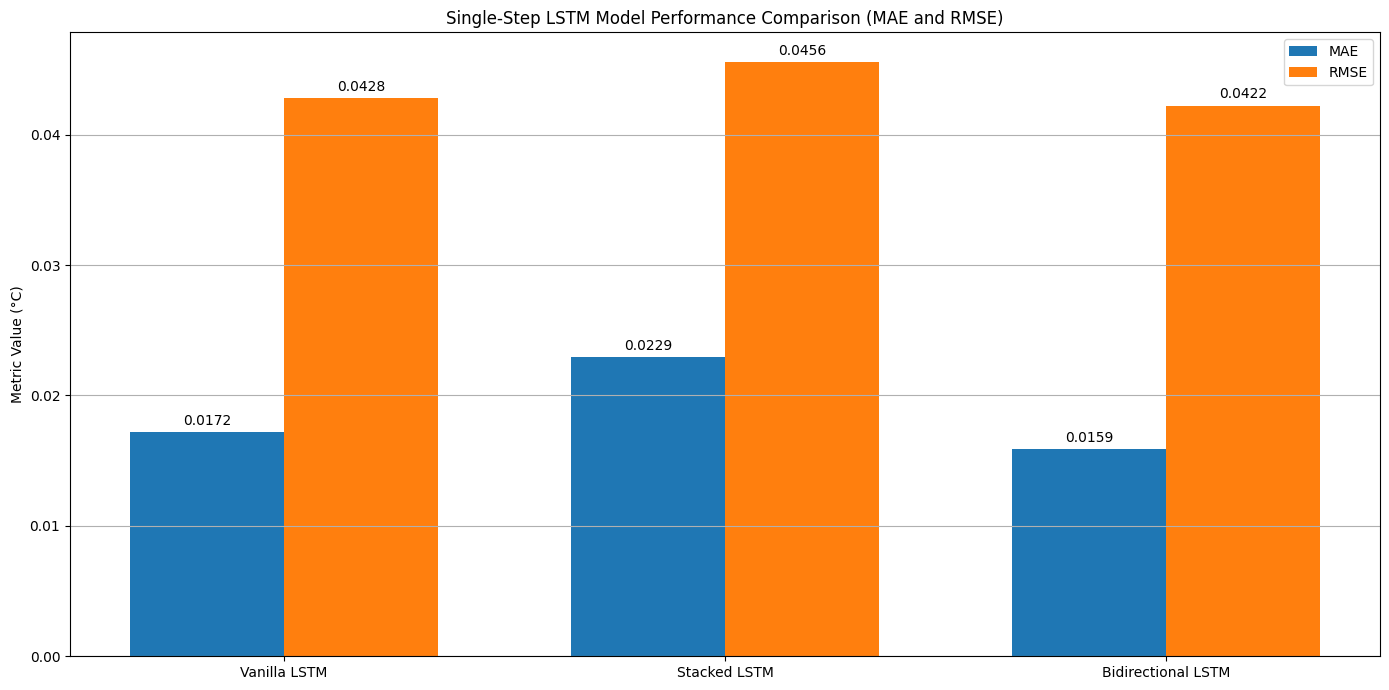 Single-Step LSTM Model Performance Comparison (MAE and RMSE)
MAE
RMSE
Metric Value (°C)
0.04
0.03
0.02
0.01
0.00
0.0172
0.0428
0.0229
0.0456
0.0159
0.0422
Vanilla LSTM
Stacked LSTM
Bidirectional LSTM